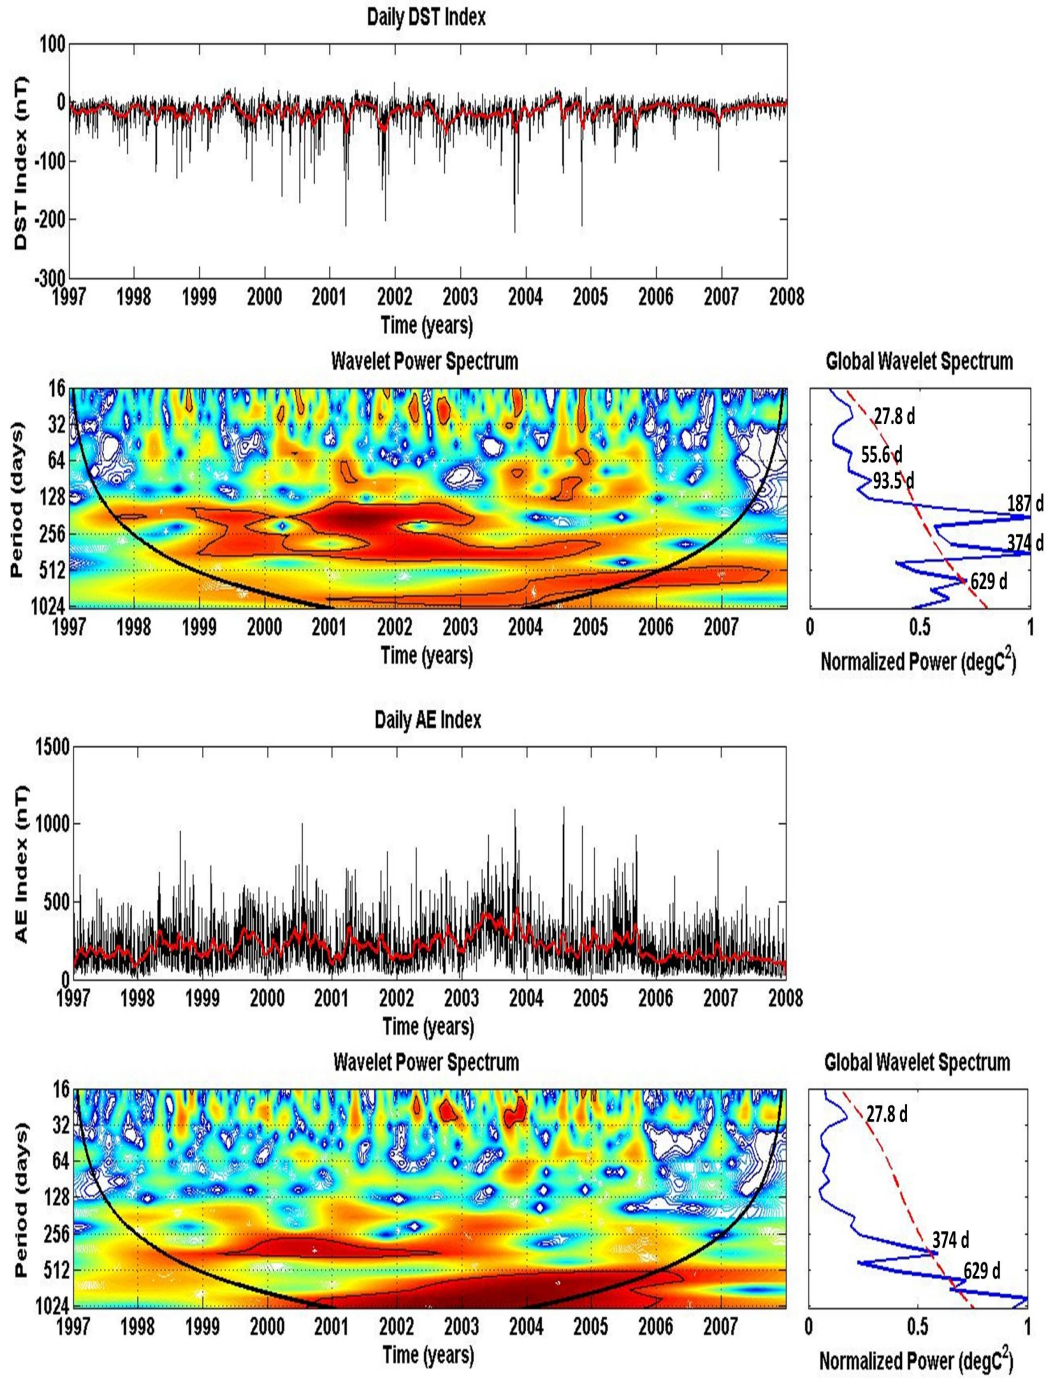 Daily DST Index
100
0
-100
-200
-300
DST Index (nT)
1997 1998 1999 2000 2001 2002 2003 2004 2005 2006 2007 2008
Time (years)
Wavelet Power Spectrum
16
32
64
128
256
512
1024
Period (days)
1997 1998 1999 2000 2001 2002 2003 2004 2005 2006 2007
Time (years)
Global Wavelet Spectrum
27.8 d
55.6 d
93.5 d
187 d
374 d
629 d
0 0.5 1
Normalized Power (degC²)
Daily AE Index
1500
1000
500
0
AE Index (nT)
1997 1998 1999 2000 2001 2002 2003 2004 2005 2006 2007 2008
Time (years)
Wavelet Power Spectrum
16
32
64
128
256
512
1024
Period (days)
1997 1998 1999 2000 2001 2002 2003 2004 2005 2006 2007
Time (years)
Global Wavelet Spectrum
27.8 d
374 d
629 d
0 0.5 1
Normalized Power (degC²)